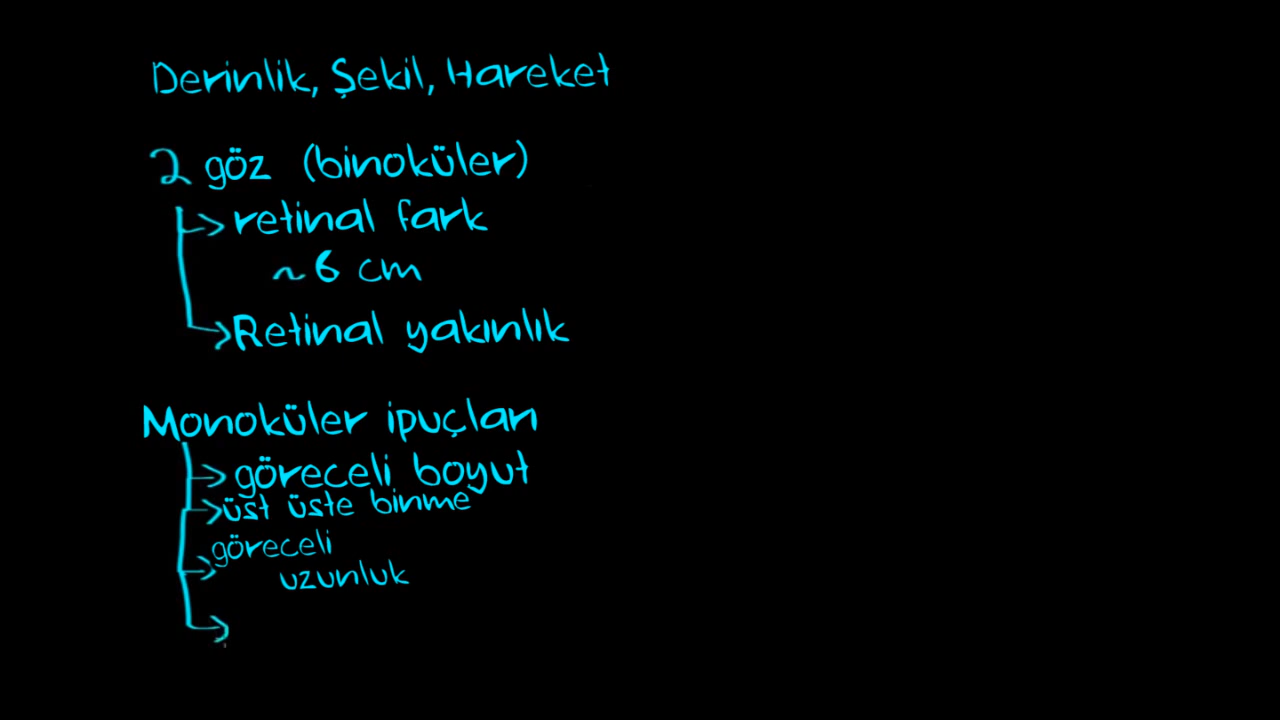 Derinlik, Şekil, Hareket
2 göz (binoküler)
retinal fark
~6 cm
Retinal yakınlık
Monoküler ipuçları
göreceli boyut
üst üste binme
göreceli
uzunluk